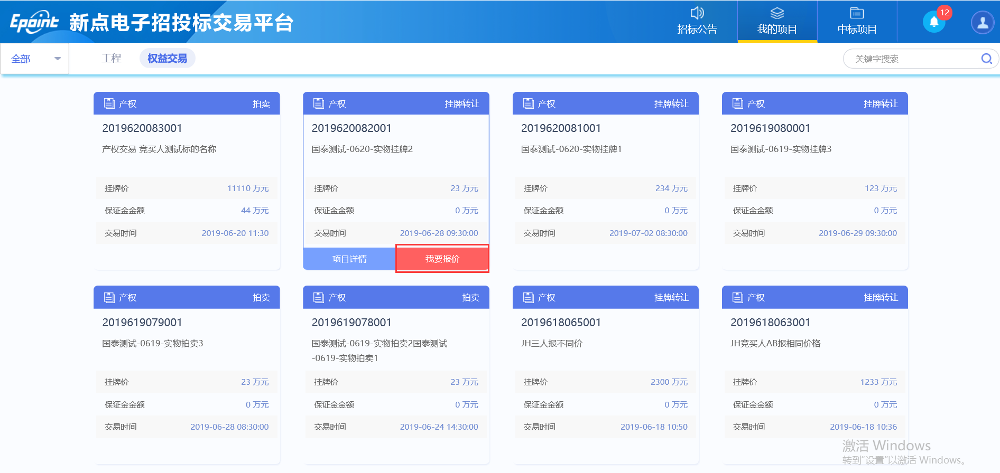 Epoint 新点电子招投标交易平台
招标公告
我的项目
中标项目
12
全部
工程
权益交易
关键字搜索
产权 拍卖
2019620083001
产权交易 竞买人测试标的名称
挂牌价 11110 万元
保证金金额 44 万元
交易时间 2019-06-20 11:30
产权 挂牌转让
2019620082001
国泰测试-0620-实物挂牌2
挂牌价 23 万元
保证金金额 0 万元
交易时间 2019-06-28 09:30:00
项目详情 我要报价
产权 挂牌转让
2019620081001
国泰测试-0620-实物挂牌1
挂牌价 234 万元
保证金金额 0 万元
交易时间 2019-07-02 08:30:00
产权 挂牌转让
2019619080001
国泰测试-0619-实物挂牌3
挂牌价 123 万元
保证金金额 0 万元
交易时间 2019-06-29 09:30:00
产权 拍卖
2019619079001
国泰测试-0619-实物拍卖3
挂牌价 23 万元
保证金金额 0 万元
交易时间 2019-06-28 08:30:00
产权 拍卖
2019619078001
国泰测试-0619-实物拍卖2国泰测试
-0619-实物拍卖1
挂牌价 23 万元
保证金金额 0 万元
交易时间 2019-06-24 14:30:00
产权 挂牌转让
2019618065001
JH三人报不同价
挂牌价 2300 万元
保证金金额 0 万元
交易时间 2019-06-18 10:50
产权 挂牌转让
2019618063001
JH竞买人AB报相同价格
挂牌价 1233 万元
保证金金额 0 万元
交易时间 2019-06-18 10:36
激活 Windows
转到"设置"以激活 Windows。